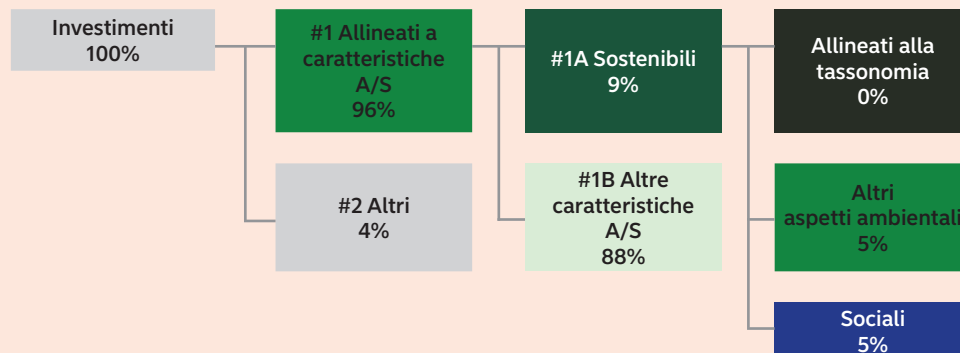 Investimenti
100%
#1 Allineati a
caratteristiche
A/S
96%
#1A Sostenibili
9%
Allineati alla
tassonomia
0%
#2 Altri
4%
#1B Altre
caratteristiche
A/S
88%
Altri
aspetti ambientali
5%
Sociali
5%